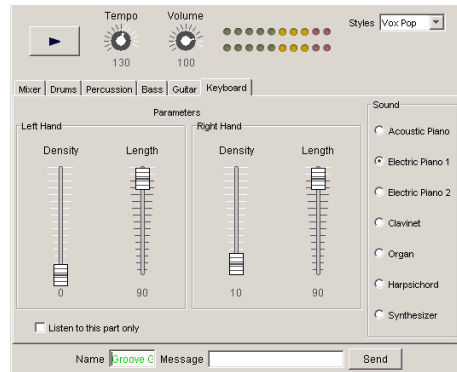 Tempo Volume
Styles Vox Pop
130 100
Mixer Drums Percussion Bass Guitar Keyboard
Parameters
Left Hand
Density Length
0 90
Right Hand
Density Length
10 90
Listen to this part only
Sound
Acoustic Piano
Electric Piano 1
Electric Piano 2
Clavinet
Organ
Harpsichord
Synthesizer
Name Groove G Message Send